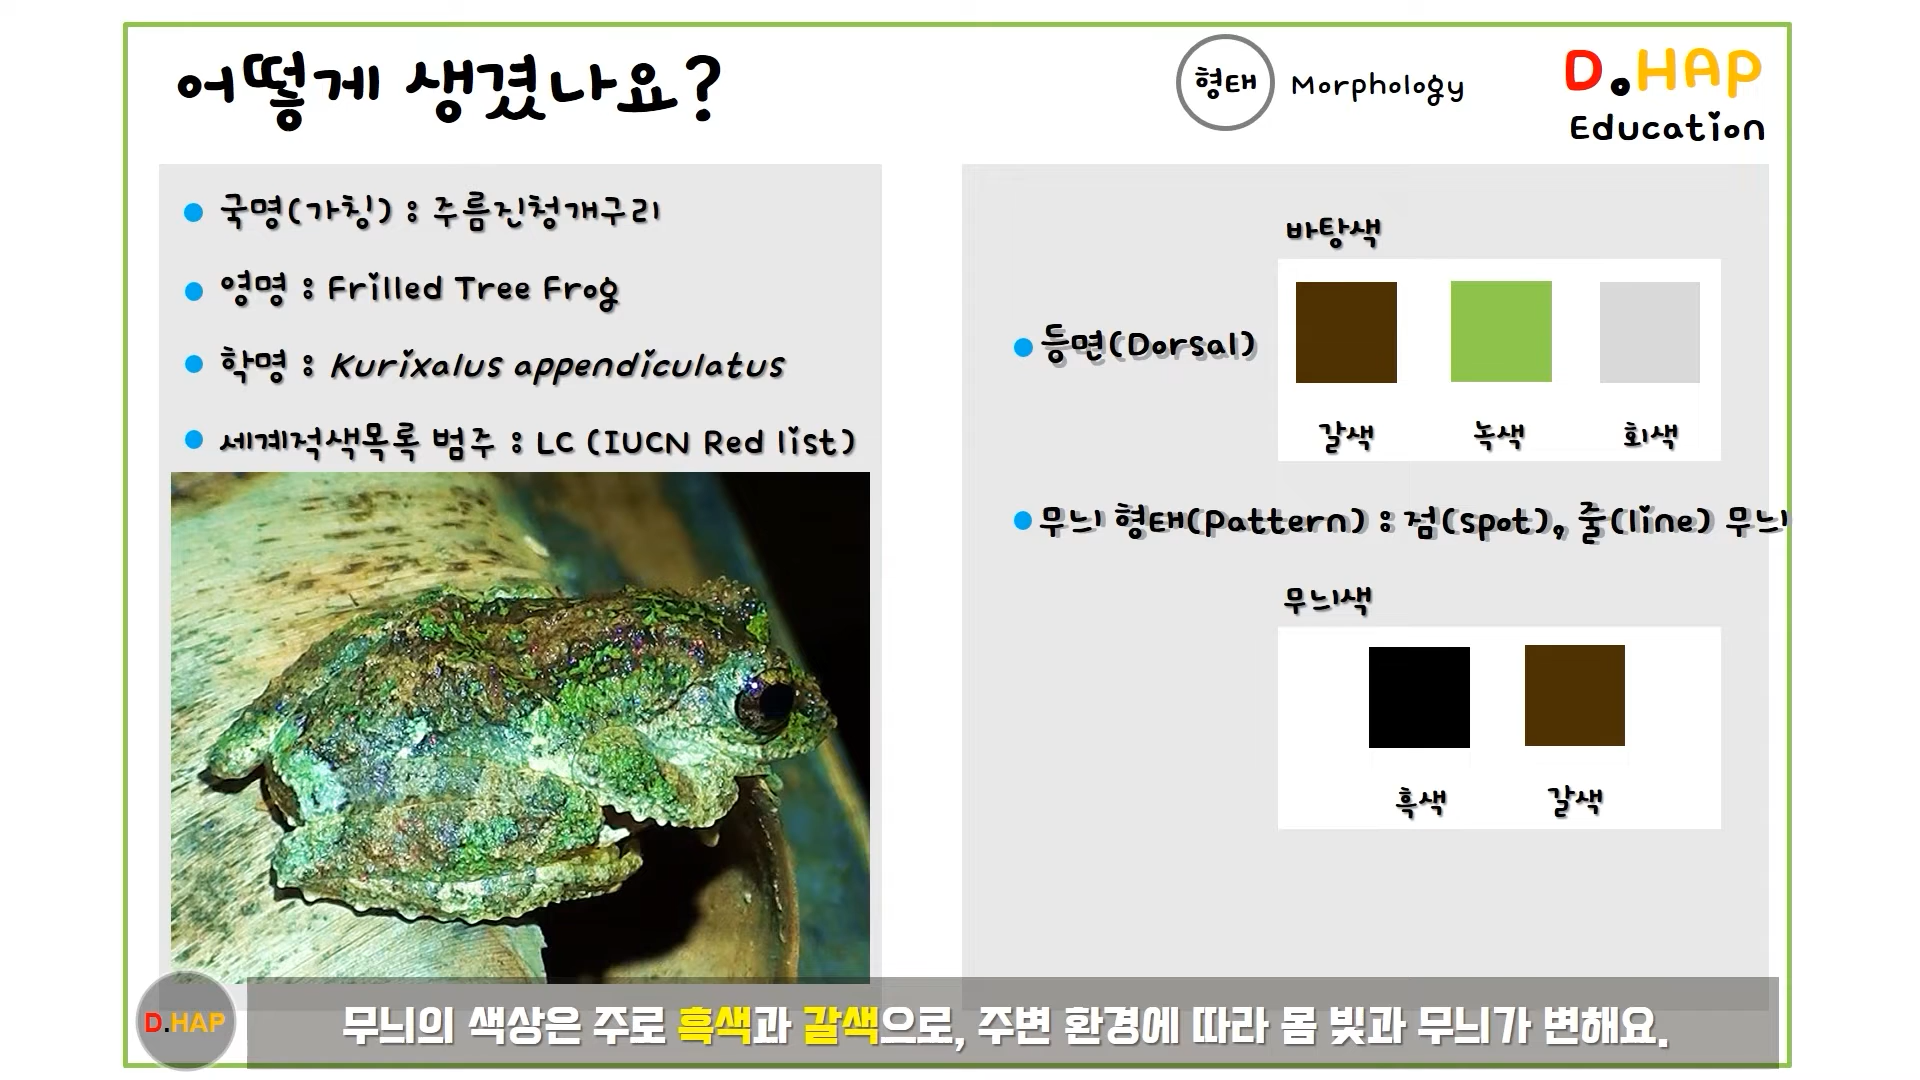 어떻게 생겼나요?
형태 Morphology
D.HAP
Education
국명(가칭) : 주름진청개구리
영명 : Frilled Tree Frog
학명 : Kurixalus appendiculatus
세계적색목록 범주 : LC (IUCN Red list)
바탕색
등면(Dorsal)
갈색 녹색 회색
무늬 형태(Pattern) : 점(spot), 줄(line) 무늬
무늬색
흑색 갈색
D.HAP
무늬의 색상은 주로 흑색과 갈색으로, 주변 환경에 따라 몸 빛과 무늬가 변해요.